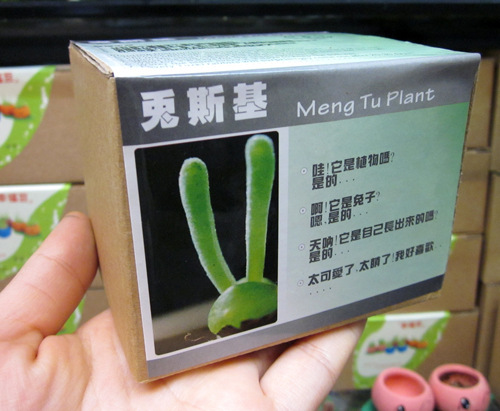 兎斯基 Meng Tu Plant
哇!它是植物嗎?
是的...
啊!它是兔子?
嗯,是的...
天吶!它是自己長出來的嗎?
是的...
太可愛了,太萌了!我好喜歡..
.....